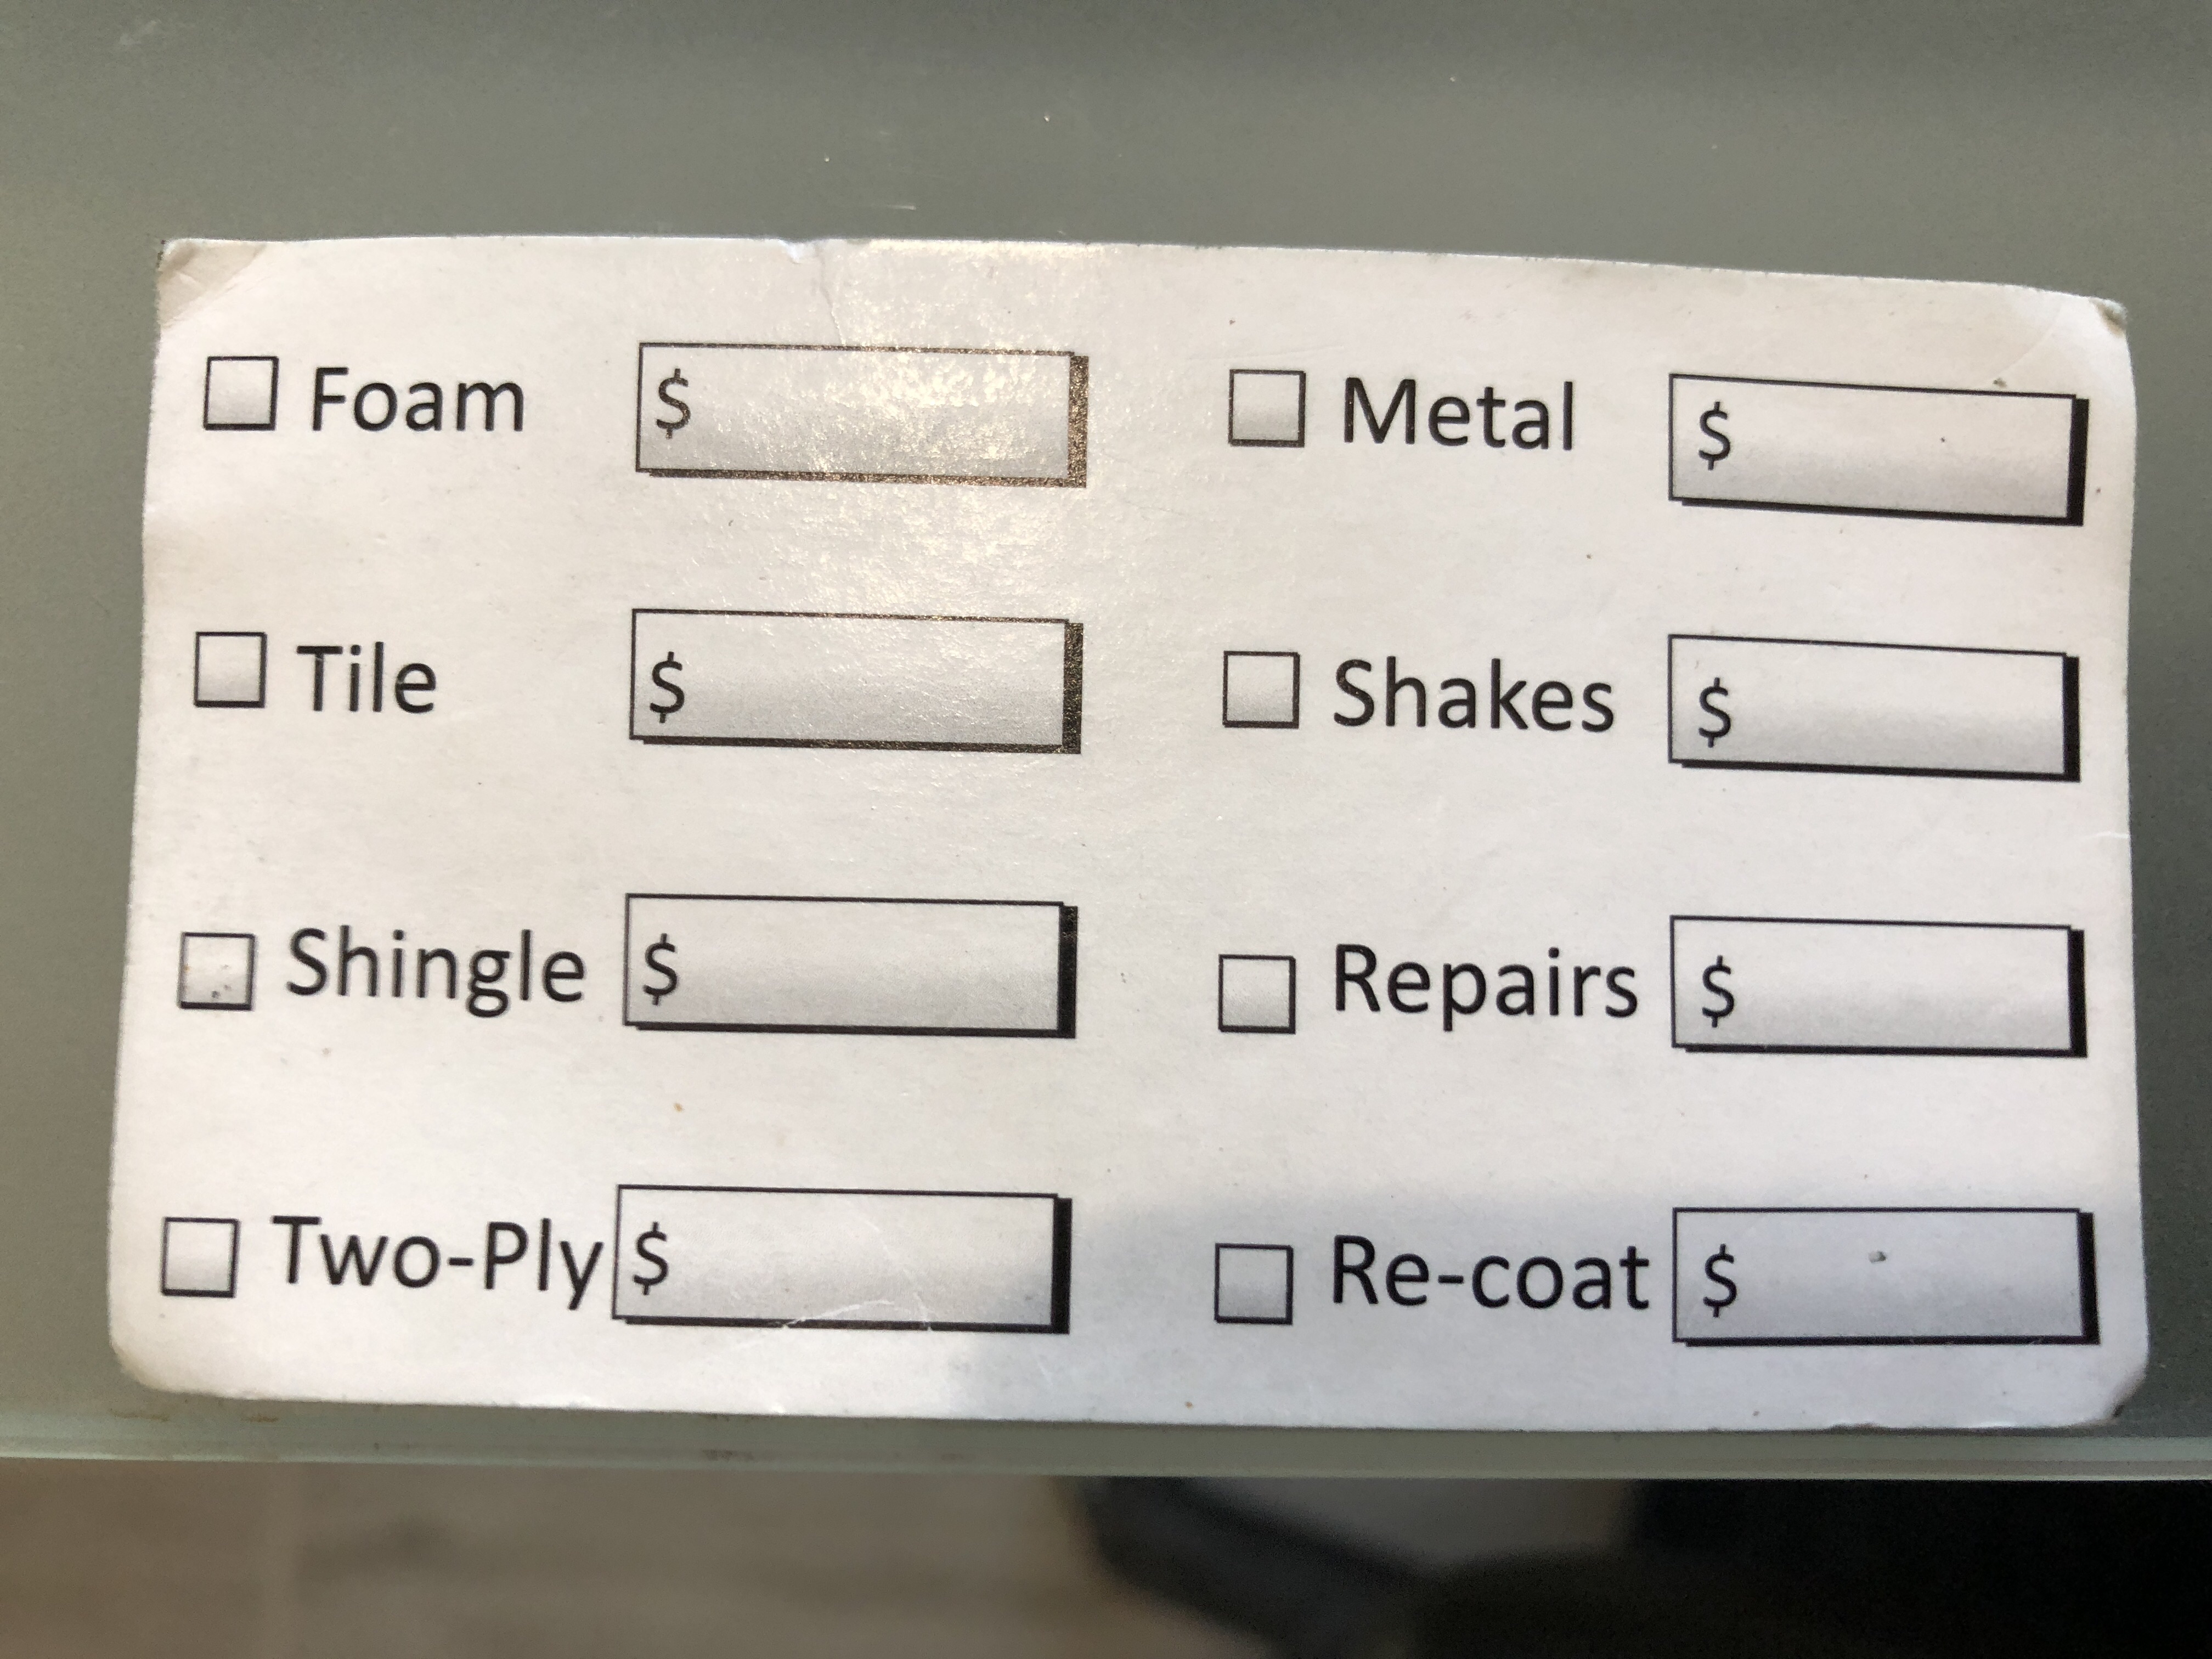 Foam $ Metal $
Tile $ Shakes $
Shingle $ Repairs $
Two-Ply $ Re-coat $